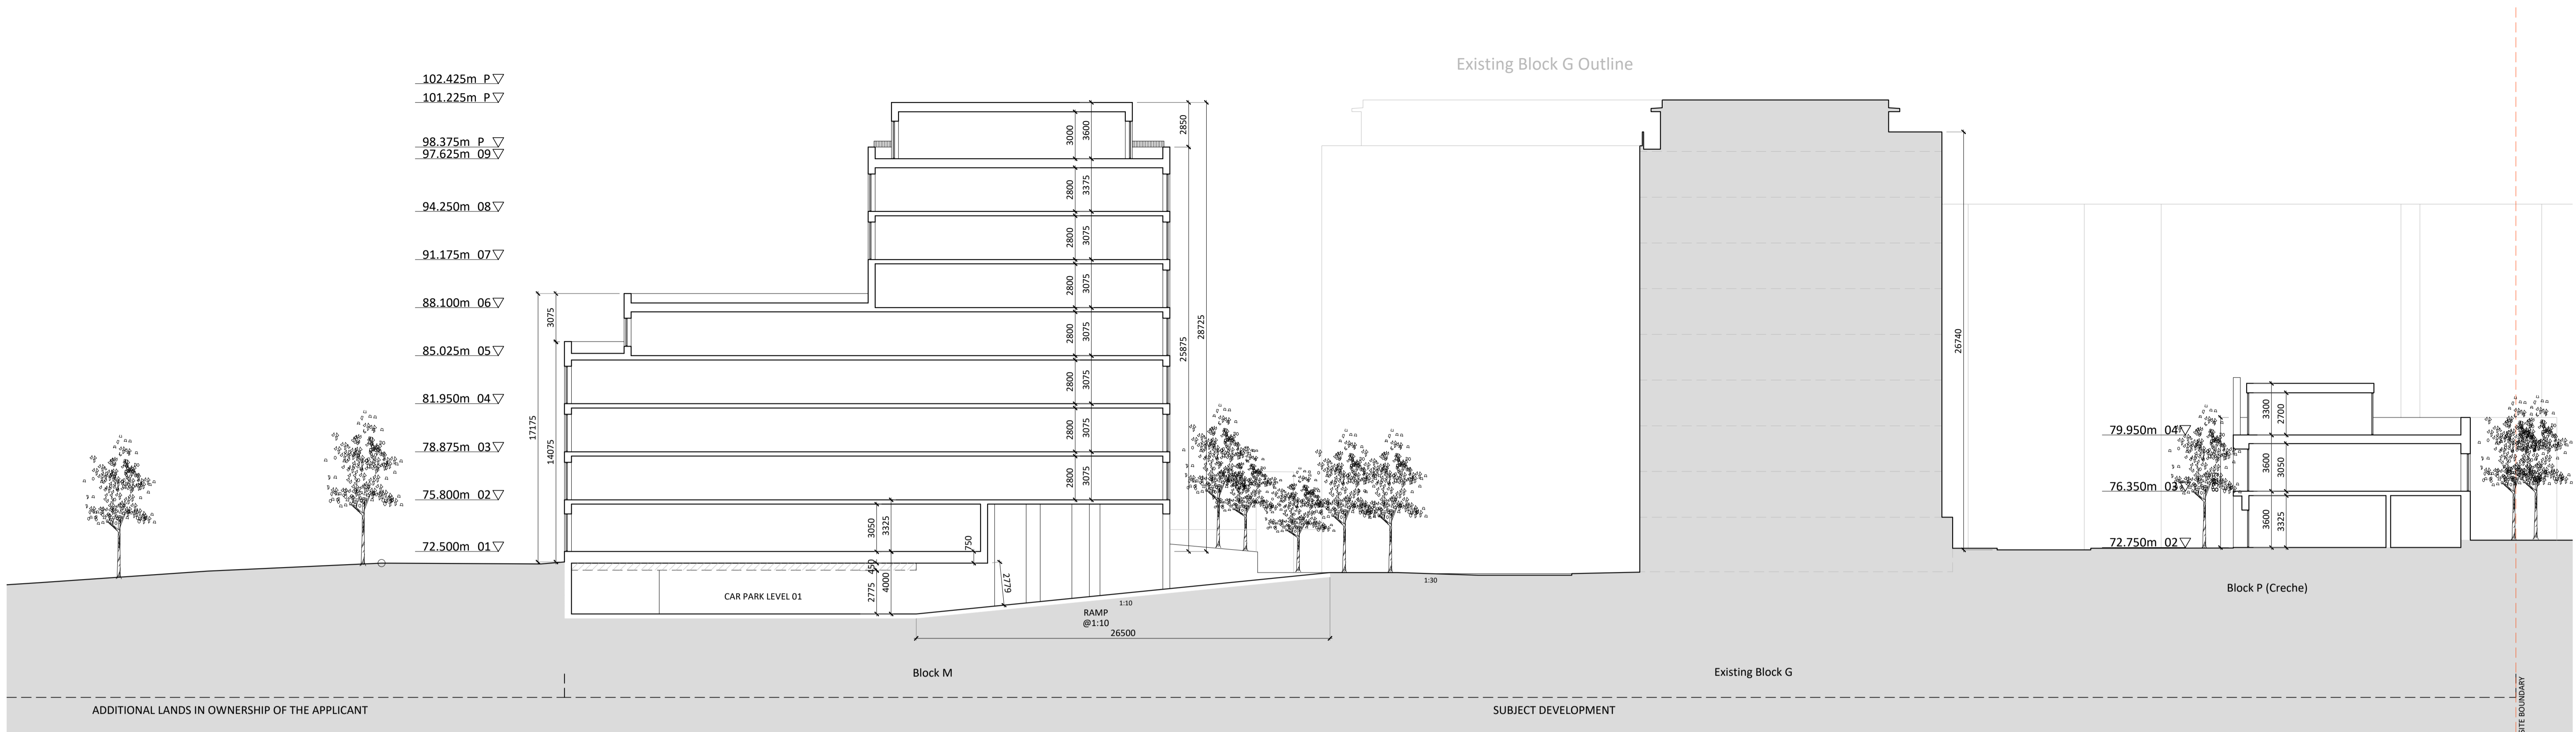 Existing Block G Outline
102.425m P
101.225m P
98.375m P
97.625m 09
94.250m 08
91.175m 07
88.100m 06
85.025m 05
81.950m 04
78.875m 03
75.800m 02
72.500m 01
3075
17175
14075
3000
3600
2800
3375
2800
3075
2800
3075
2800
3075
2800
3075
2800
3075
2800
3075
3050
3325
750
450
2775
4000
2779
2850
25875
28725
CAR PARK LEVEL 01
1:10
RAMP
@1:10
26500
1:30
26740
79.950m 04
76.350m 03
72.750m 02
3300
2700
3600
3050
3600
3325
Block P (Creche)
Block M
Existing Block G
ADDITIONAL LANDS IN OWNERSHIP OF THE APPLICANT
SUBJECT DEVELOPMENT
SITE BOUNDARY